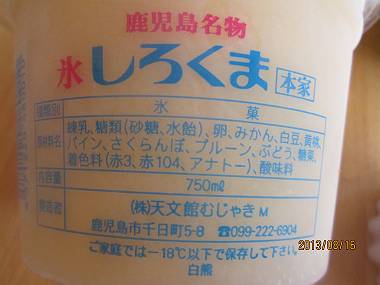 鹿児島名物
氷しろくま本家
種類別 氷菓
原材料名 練乳、糖類(砂糖、水飴)、卵、みかん、白豆、黄桃、
パイン、さくらんぼ、プルーン、ぶどう、糖蜜、
着色料(赤3、赤104、アナトー)、酸味料
内容量 750ml
製造者 (株)天文館むじゃき M
鹿児島市千日町5-8 ☎099-222-6904
ご家庭では−18℃以下で保存して下さい。
白熊
2013/08/16